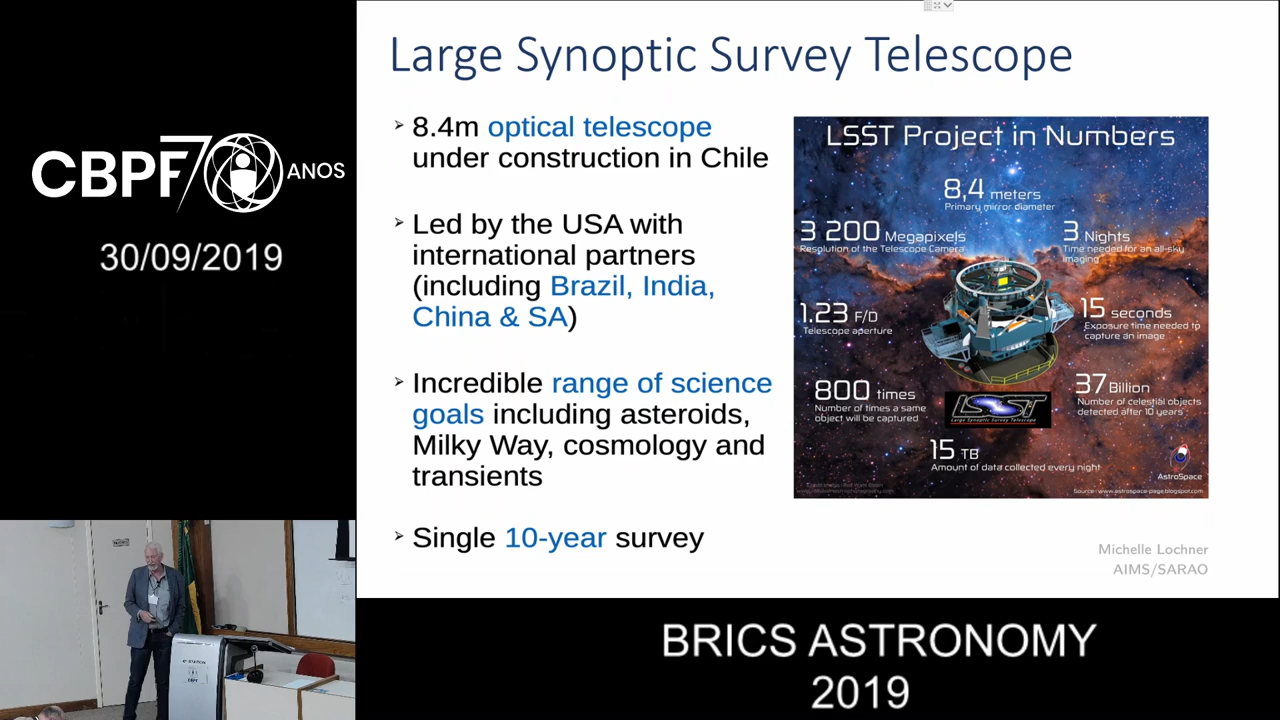 CBPF 70 ANOS
30/09/2019
Large Synoptic Survey Telescope
8.4m optical telescope
under construction in Chile
Led by the USA with
international partners
(including Brazil, India,
China & SA)
Incredible range of science
goals including asteroids,
Milky Way, cosmology and
transients
Single 10-year survey
LSST Project in Numbers
8,4 meters
Primary mirror diameter
3 200 Megapixels
Resolution of the Telescope Camera
3 Nights
Time needed for an all-sky
imaging
1.23 F/D
Telescope aperture
15 seconds
Exposure time needed to
capture an image
800 times
Number of times a same
object will be captured
37 Billion
Number of celestial objects
detected after 10 years
LSST
Large Synoptic Survey Telescope
15 TB
Amount of data collected every night
AstroSpace
Source : www.astrospace-page.blogspot.com
Michelle Lochner
AIMS/SARAO
CBPF
BRICS ASTRONOMY
2019